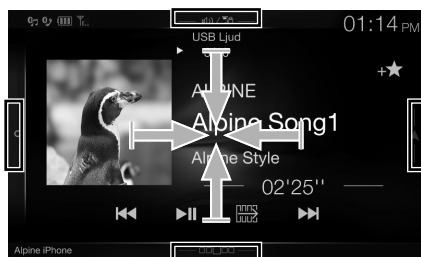 01:14 PM
USB Ljud
ALPINE
Alpine Song1
Alpine Style
02'25''
Alpine iPhone